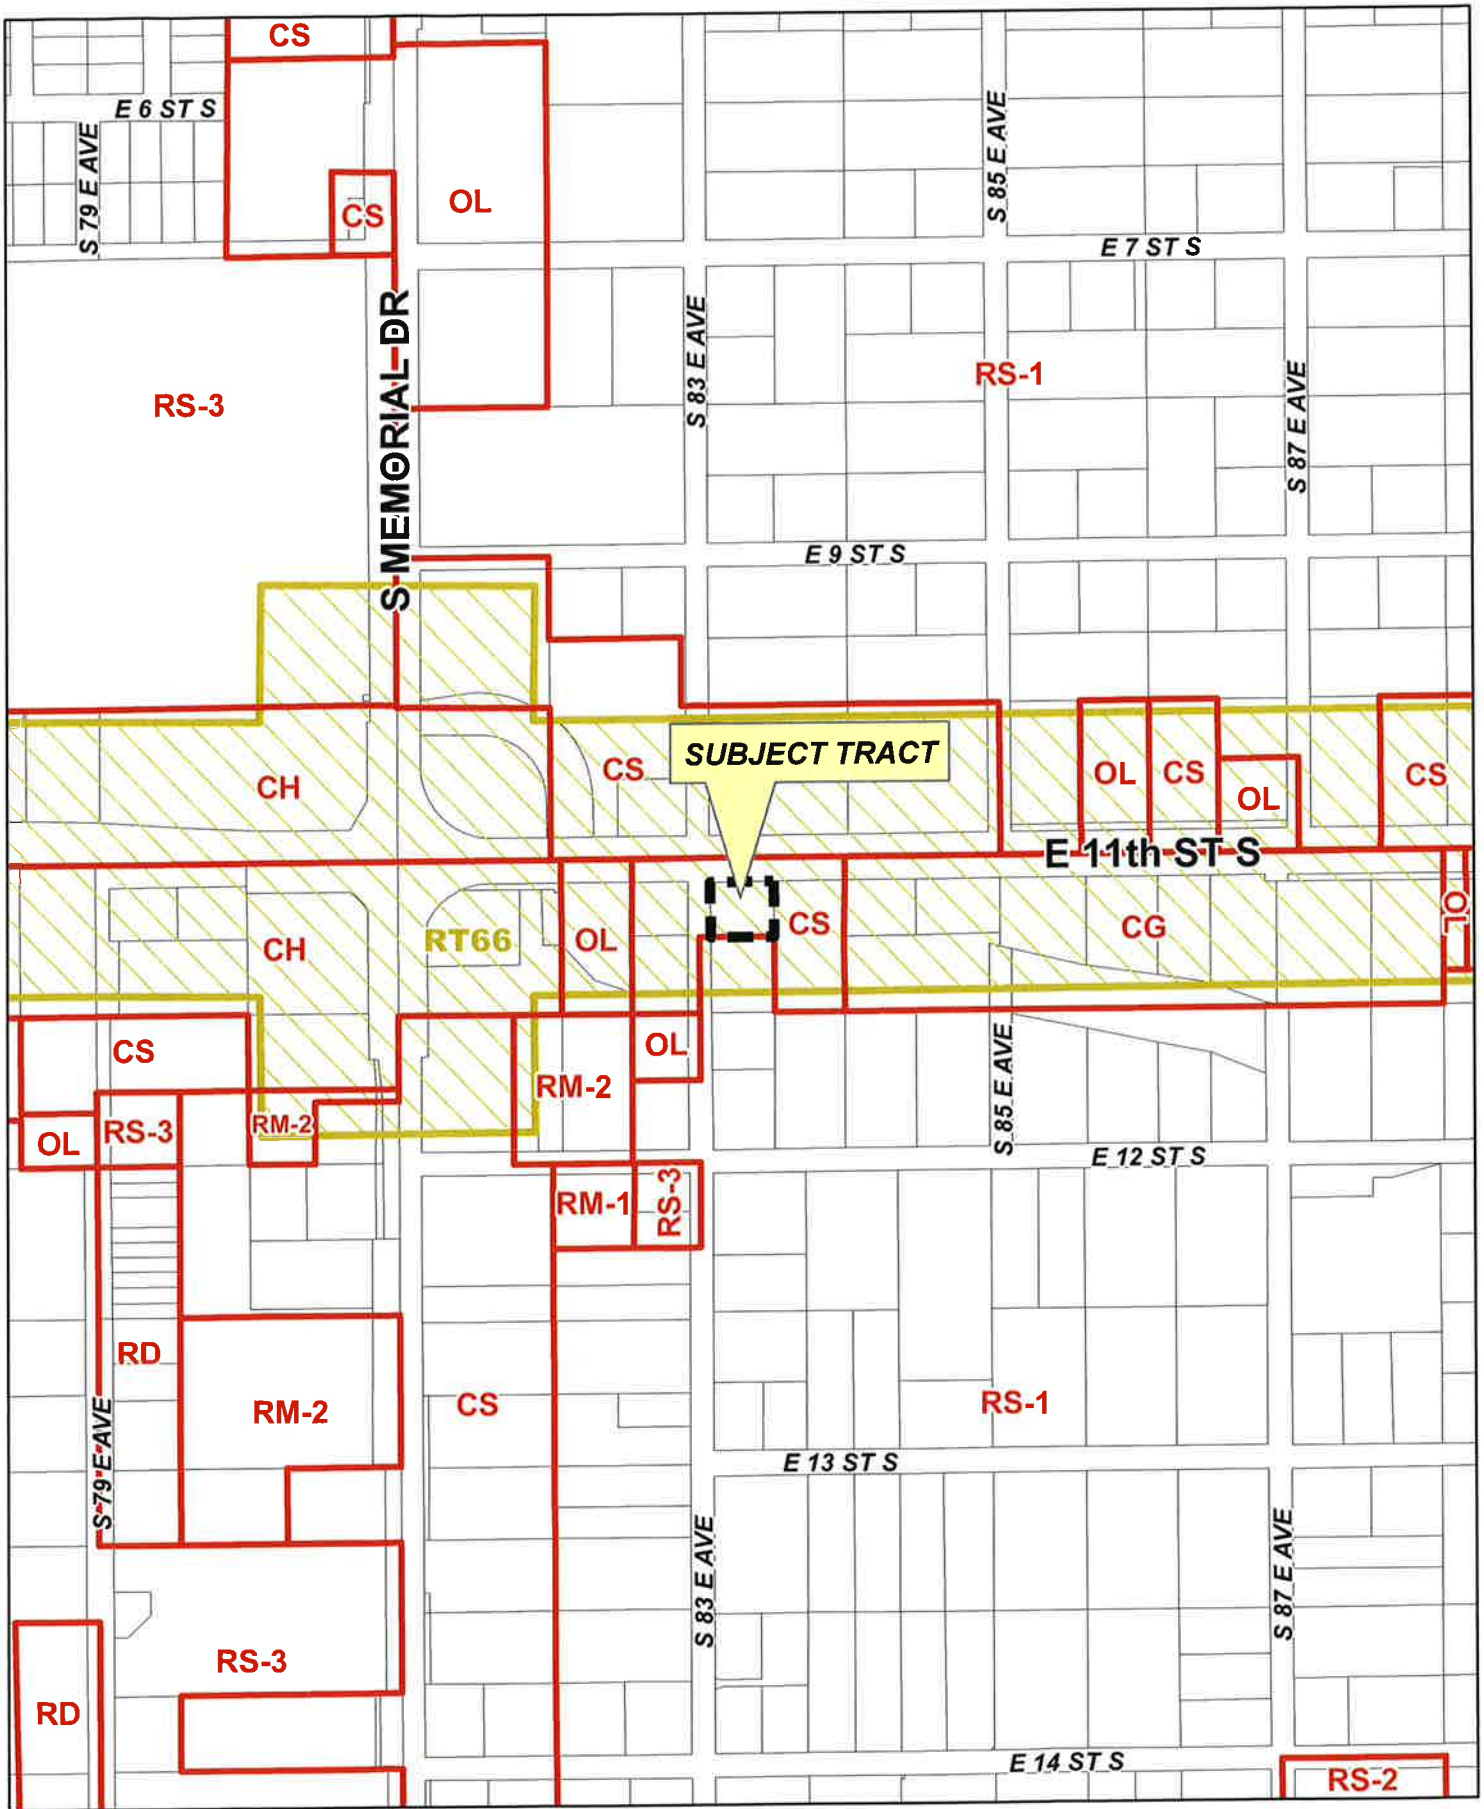 CS
E 6 ST S
S 79 E AVE
CS
OL
S 85 E AVE
E 7 ST S
S MEMORIAL DR
S 83 E AVE
RS-1
S 87 E AVE
RS-3
E 9 ST S
CH
CS
SUBJECT TRACT
OL
CS
OL
CS
E 11th ST S
CH
RT66
OL
CS
CG
OL
CS
OL
RM-2
S 85 E AVE
OL
RS-3
RM-2
E 12 ST S
RM-1
RS-3
RD
RM-2
CS
RS-1
S 79 E AVE
E 13 ST S
S 83 E AVE
S 87 E AVE
RS-3
RD
E 14 ST S
RS-2